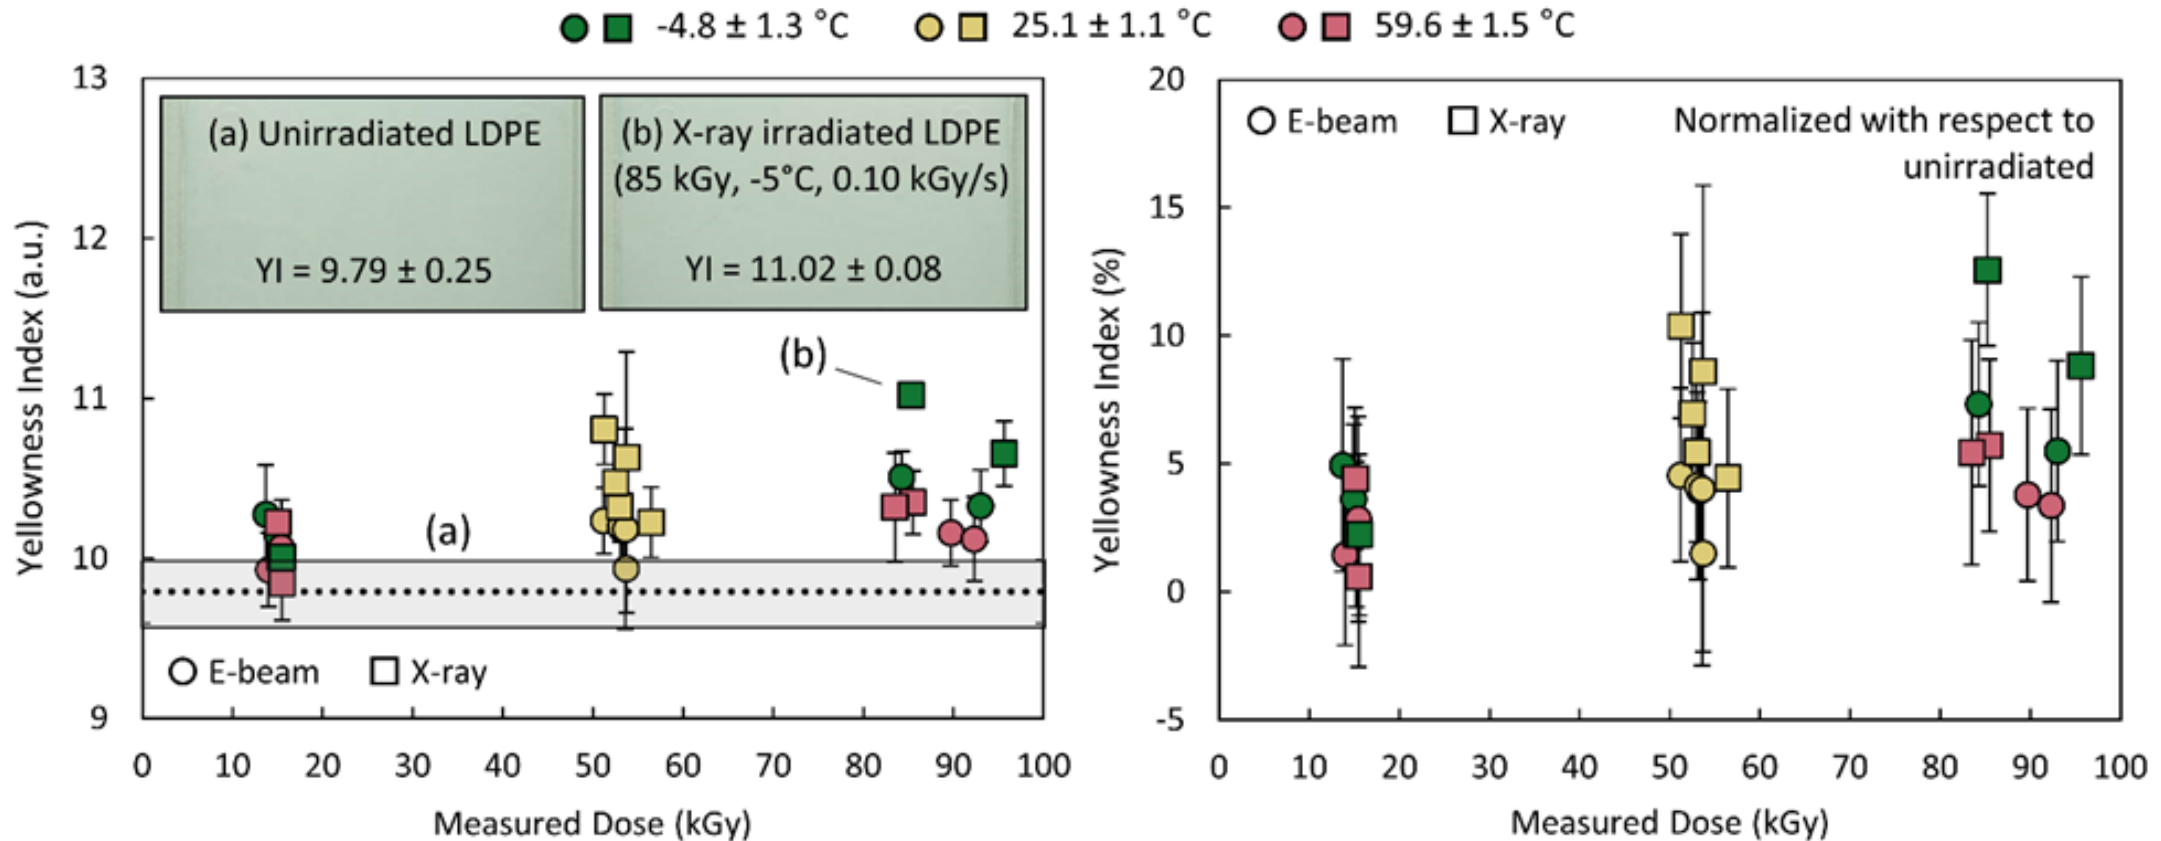 -4.8 ± 1.3 °C 25.1 ± 1.1 °C 59.6 ± 1.5 °C
13
12
11
10
9
Yellowness Index (a.u.)
(a) Unirradiated LDPE
YI = 9.79 ± 0.25
(b) X-ray irradiated LDPE
(85 kGy, -5°C, 0.10 kGy/s)
YI = 11.02 ± 0.08
(b)
(a)
E-beam X-ray
0 10 20 30 40 50 60 70 80 90 100
Measured Dose (kGy)
20
15
10
5
0
-5
Yellowness Index (%)
E-beam X-ray
Normalized with respect to
unirradiated
0 10 20 30 40 50 60 70 80 90 100
Measured Dose (kGy)